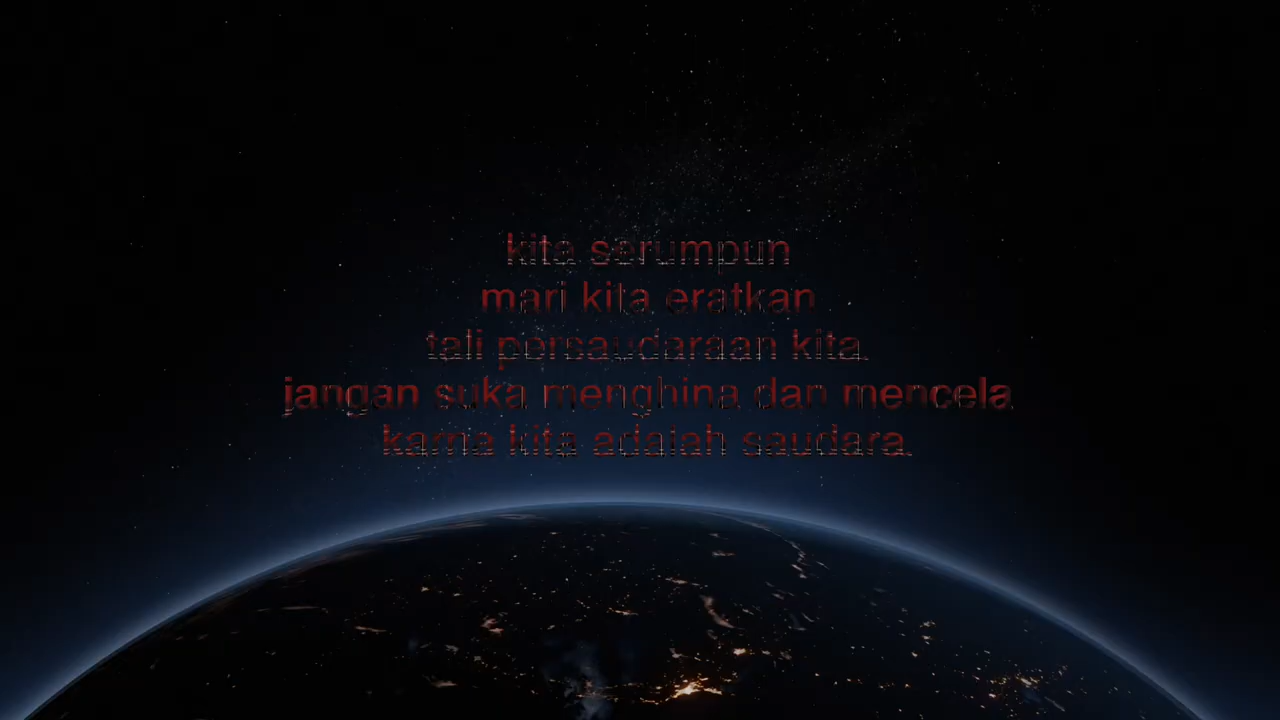 kita serumpun
mari kita eratkan
tali persaudaraan kita.
jangan suka menghina dan mencela
karna kita adalah saudara.